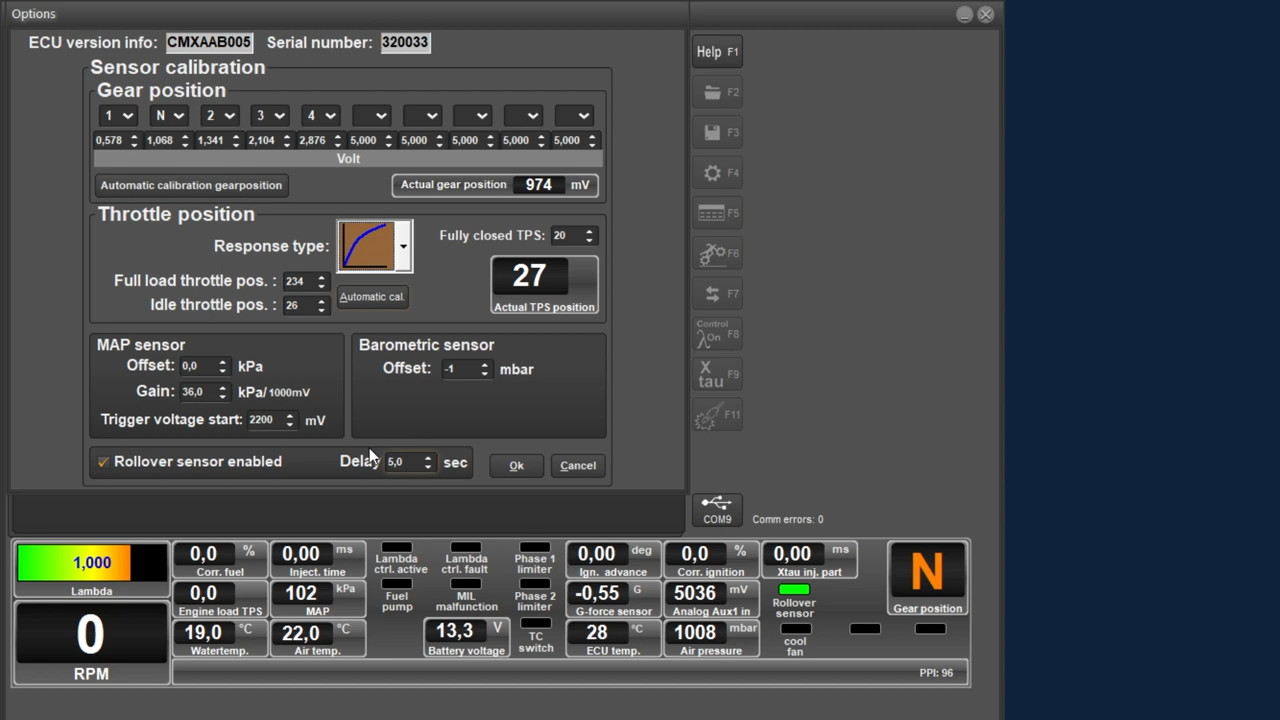 Options
ECU version info: CMXAAB005 Serial number: 320033
Sensor calibration
Gear position
1 N 2 3 4
0,578 1,068 1,341 2,104 2,876 5,000 5,000 5,000 5,000 5,000
Volt
Automatic calibration gearposition
Actual gear position 974 mV
Throttle position
Response type:
Fully closed TPS: 20
Full load throttle pos. : 234
Idle throttle pos. : 26
Automatic cal.
27
Actual TPS position
MAP sensor
Offset: 0,0 kPa
Gain: 36,0 kPa/1000mV
Trigger voltage start: 2200 mV
Barometric sensor
Offset: -1 mbar
Rollover sensor enabled
Delay 5,0 sec
Ok
Cancel
Help F1
F2
F3
F4
F5
F6
F7
Control
λOn F8
X
tau F9
F11
COM9
Comm errors: 0
1,000
Lambda
0
RPM
0,0 %
Corr. fuel
0,00 ms
Inject. time
0,0
Engine load TPS
102 kPa
MAP
19,0 °C
Watertemp.
22,0 °C
Air temp.
Lambda
ctrl. active
Lambda
ctrl. fault
Phase 1
limiter
Fuel
pump
MIL
malfunction
Phase 2
limiter
13,3 V
Battery voltage
TC
switch
0,00 deg
Ign. advance
0,0 %
Corr. ignition
0,00 ms
Xtau inj. part
-0,55 G
G-force sensor
5036 mV
Analog Aux1 in
Rollover
sensor
28 °C
ECU temp.
1008 mbar
Air pressure
cool
fan
N
Gear position
PPI: 96